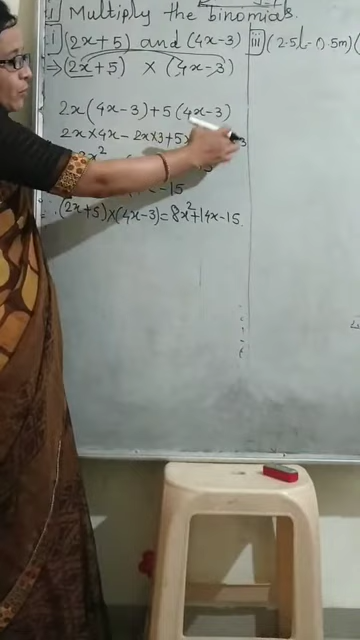 Multiply the binomials.
i) (2x+5) and (4x-3)
iii) (2.5l-0.5m)(
→ (2x+5) × (4x-3)
2x(4x-3)+5(4x-3)
2x×4x-2x×3+5×
-15
∴ (2x+5)×(4x-3)=8x²+14x-15